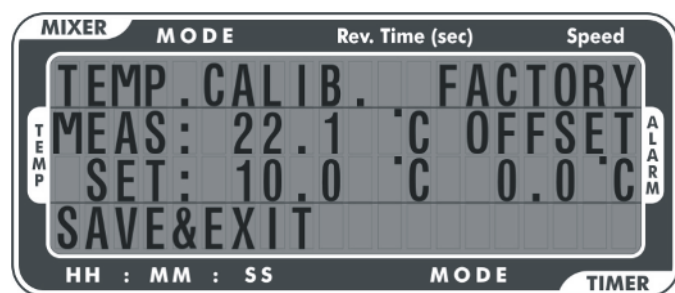 MIXER MODE Rev. Time (sec) Speed
TEMP.CALIB. FACTORY
TEMP
MEAS: 22.1 °C OFFSET
ALARM
SET: 10.0 °C 0.0°C
SAVE&EXIT
HH : MM : SS MODE TIMER